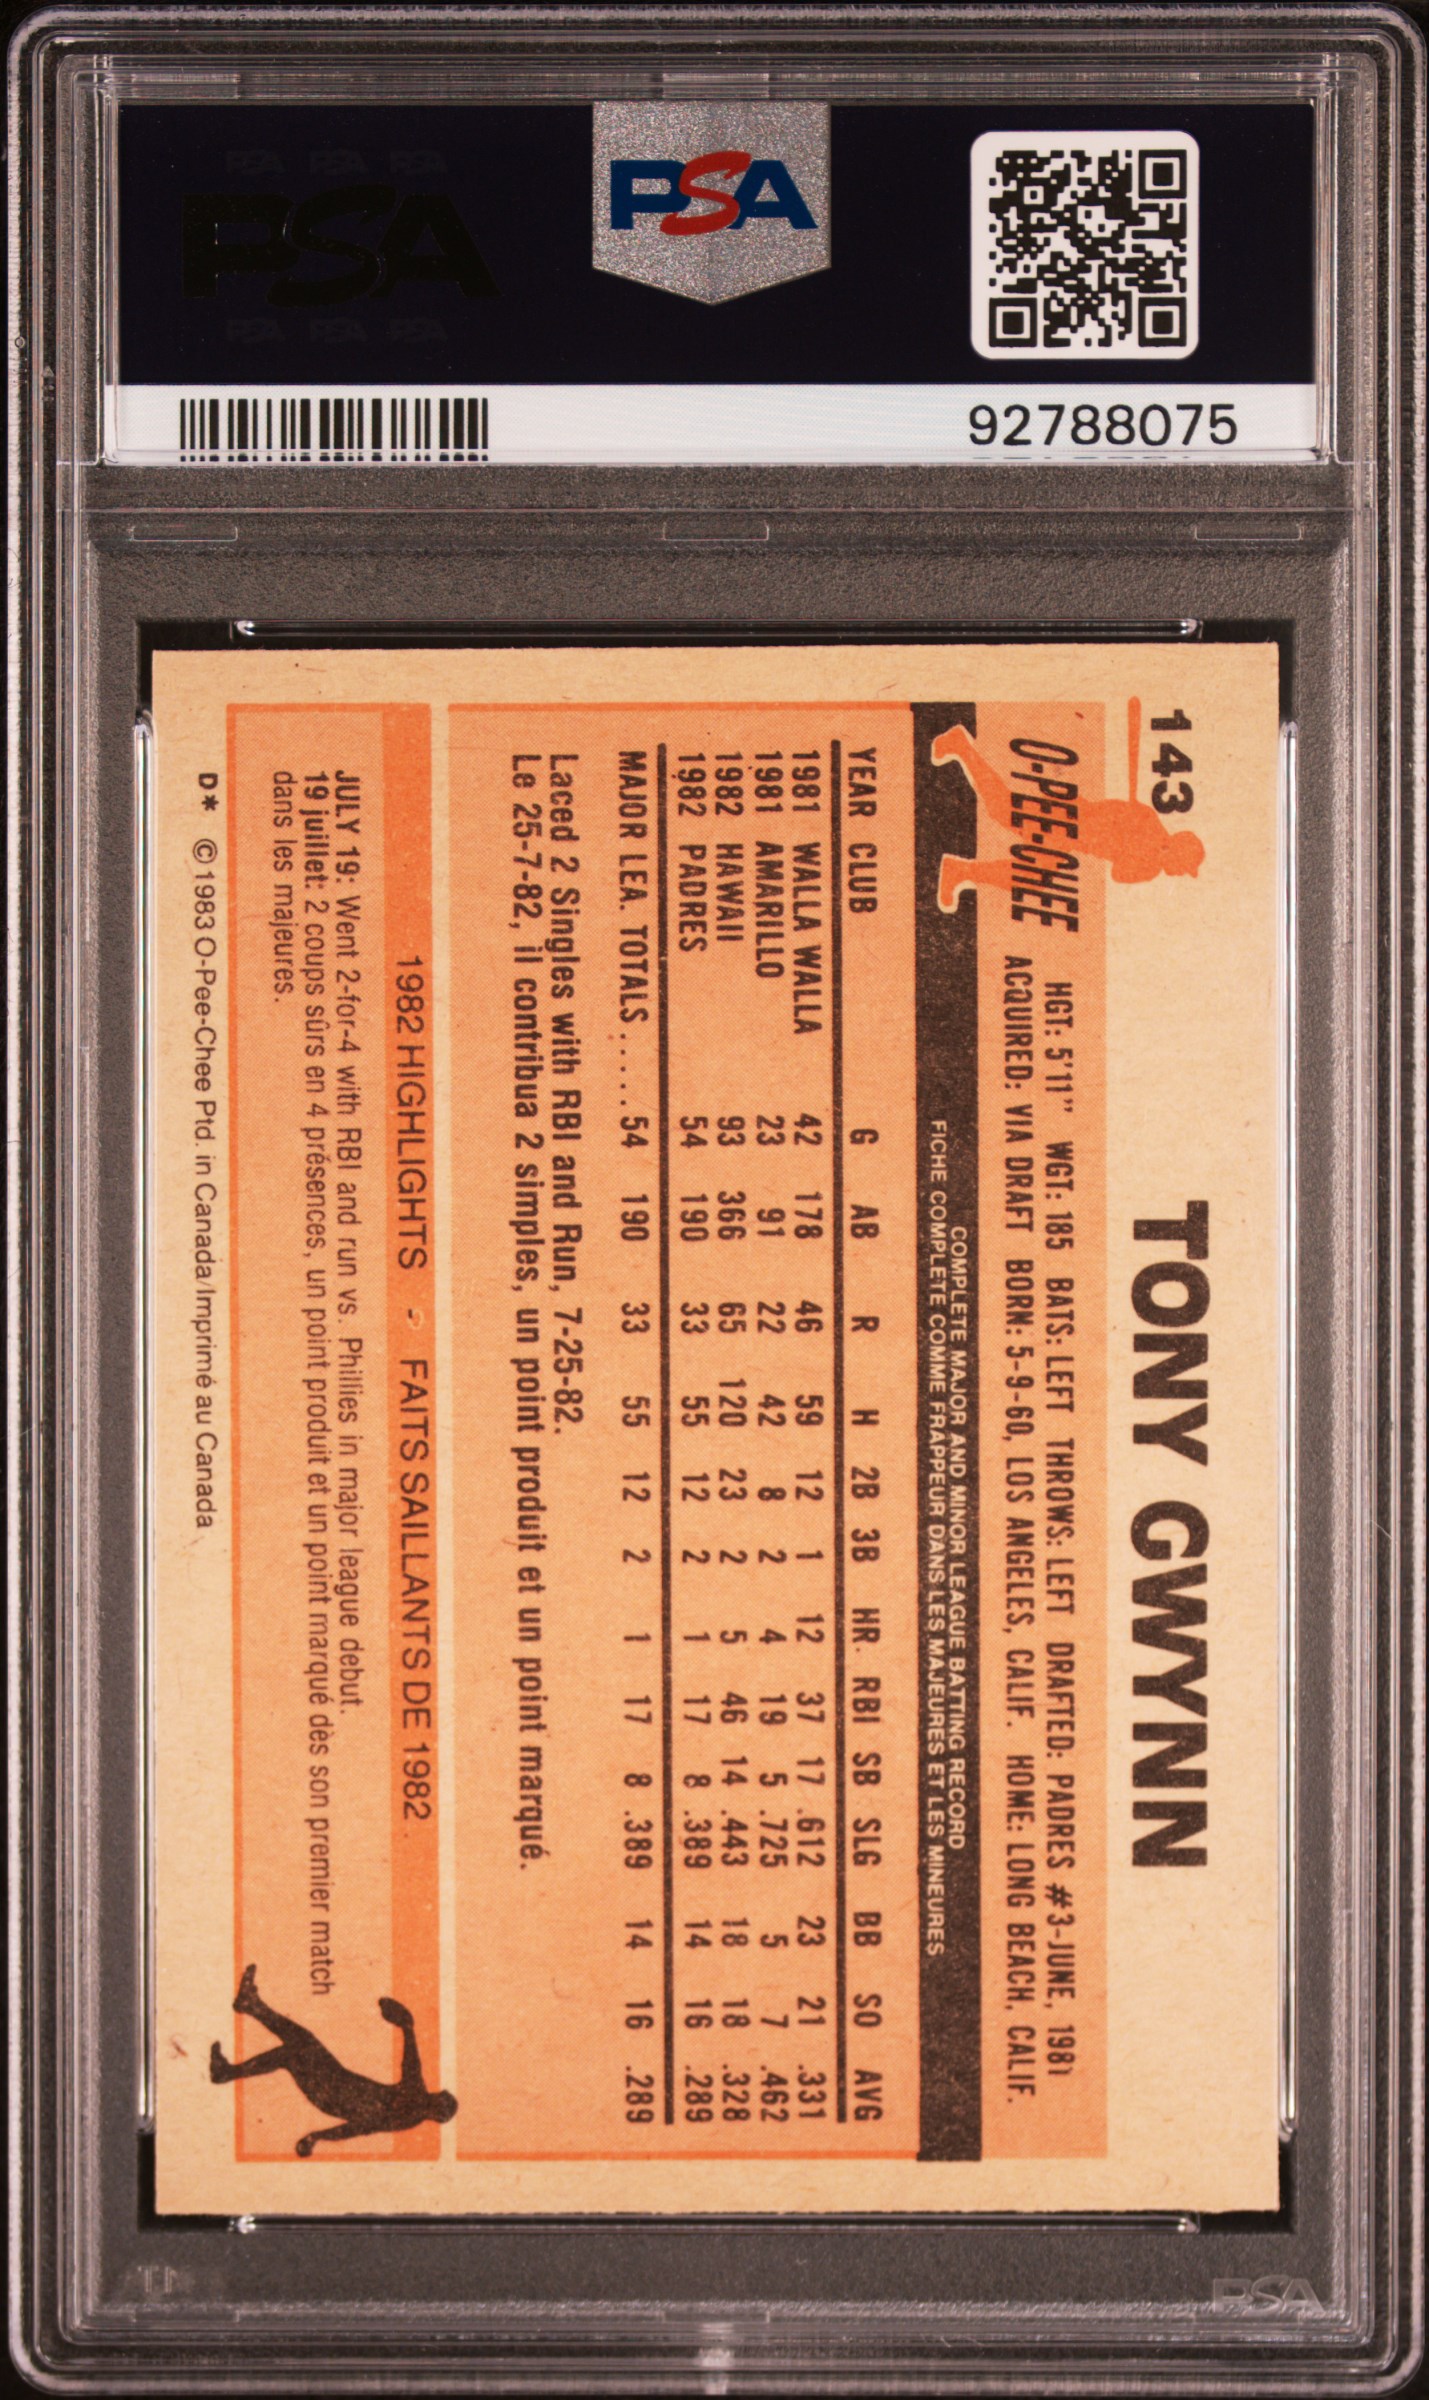 PSA
PSA
92788075
143
TONY GWYNN
O-PEE-CHEE
HGT: 5'11" WGT: 185 BATS: LEFT THROWS: LEFT DRAFTED: PADRES #3-JUNE, 1981
ACQUIRED: VIA DRAFT BORN: 5-9-60, LOS ANGELES, CALIF. HOME: LONG BEACH, CALIF.
COMPLETE MAJOR AND MINOR LEAGUE BATTING RECORD
FICHE COMPLETE COMME FRAPPEUR DANS LES MAJEURES ET LES MINEURES
YEAR CLUB G AB R H 2B 3B HR. RBI SB SLG BB SO AVG
1981 WALLA WALLA 42 178 46 59 12 1 12 37 17 .612 23 21 .331
1981 AMARILLO 23 91 22 42 8 2 4 19 5 .725 5 7 .462
1982 HAWAII 93 366 65 120 23 2 5 46 14 .443 18 18 .328
1982 PADRES 54 190 33 55 12 2 1 17 8 .389 14 16 .289
MAJOR LEA. TOTALS ..... 54 190 33 55 12 2 1 17 8 .389 14 16 .289
Laced 2 Singles with RBI and Run, 7-25-82.
Le 25-7-82, il contribua 2 simples, un point produit et un point marqué.
1982 HIGHLIGHTS - FAITS SAILLANTS DE 1982
JULY 19: Went 2-for-4 with RBI and run vs. Phillies in major league debut.
19 juillet: 2 coups sûrs en 4 présences, un point produit et un point marqué dès son premier match
dans les majeures.
D* © 1983 O-Pee-Chee Ptd. in Canada/Imprimé au Canada
PSA